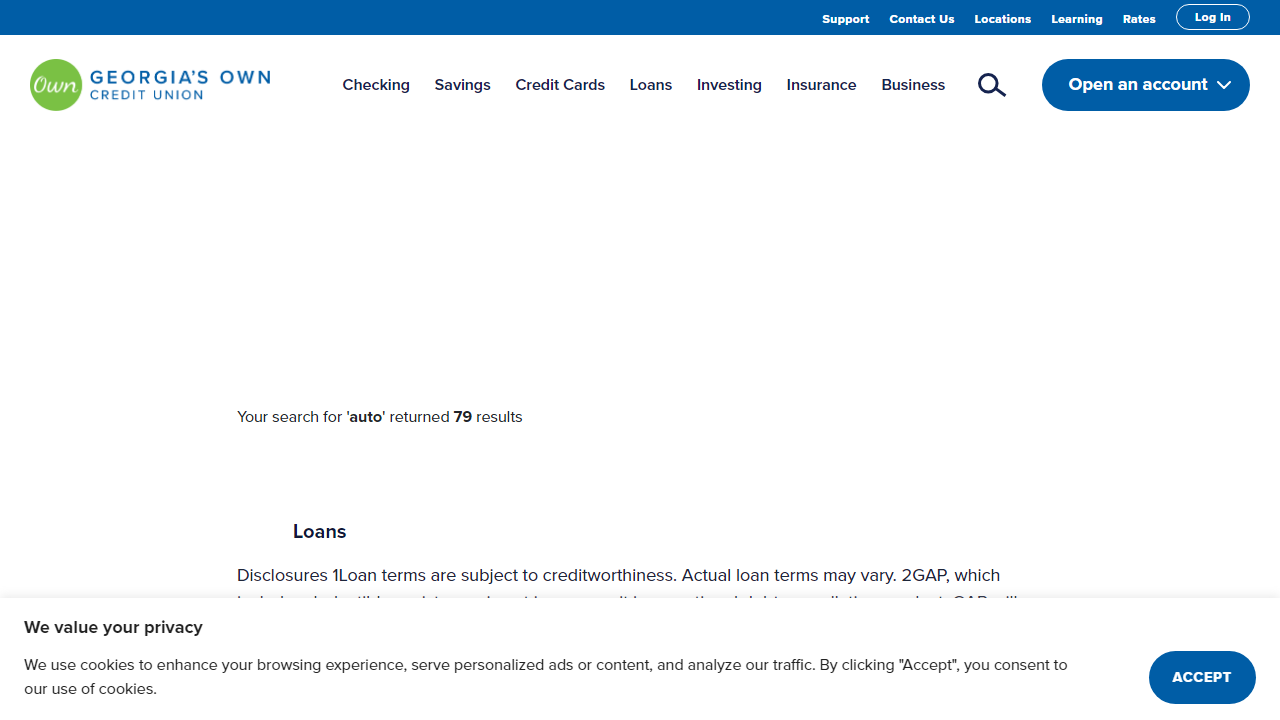 Support Contact Us Locations Learning Rates Log In
Own GEORGIA'S OWN
CREDIT UNION
Checking Savings Credit Cards Loans Investing Insurance Business Open an account
Your search for 'auto' returned 79 results
Loans
Disclosures 1Loan terms are subject to creditworthiness. Actual loan terms may vary. 2GAP, which
We value your privacy
We use cookies to enhance your browsing experience, serve personalized ads or content, and analyze our traffic. By clicking "Accept", you consent to
our use of cookies.
ACCEPT